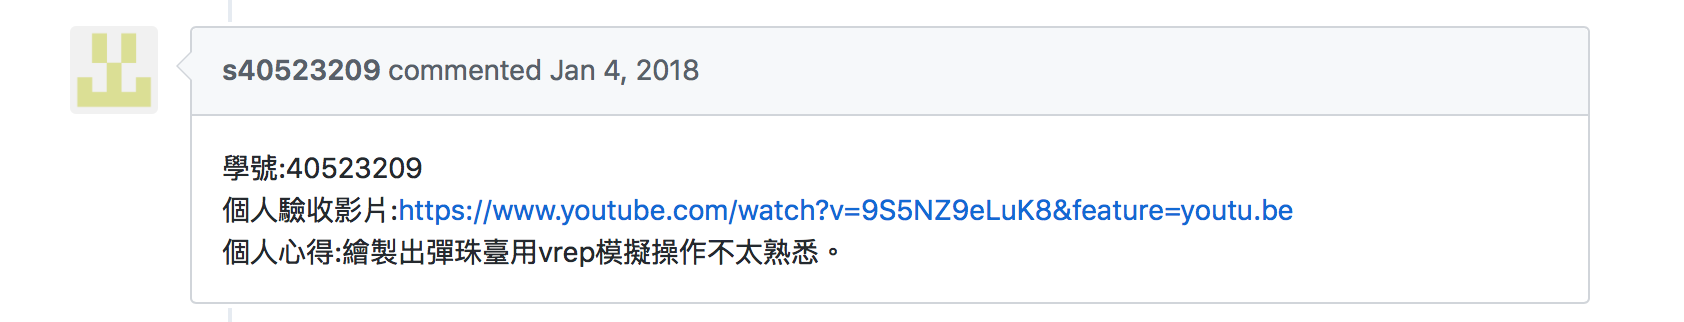 s40523209 commented Jan 4, 2018
學號:40523209
個人驗收影片:https://www.youtube.com/watch?v=9S5NZ9eLuK8&feature=youtu.be
個人心得:繪製出彈珠臺用vrep模擬操作不太熟悉。